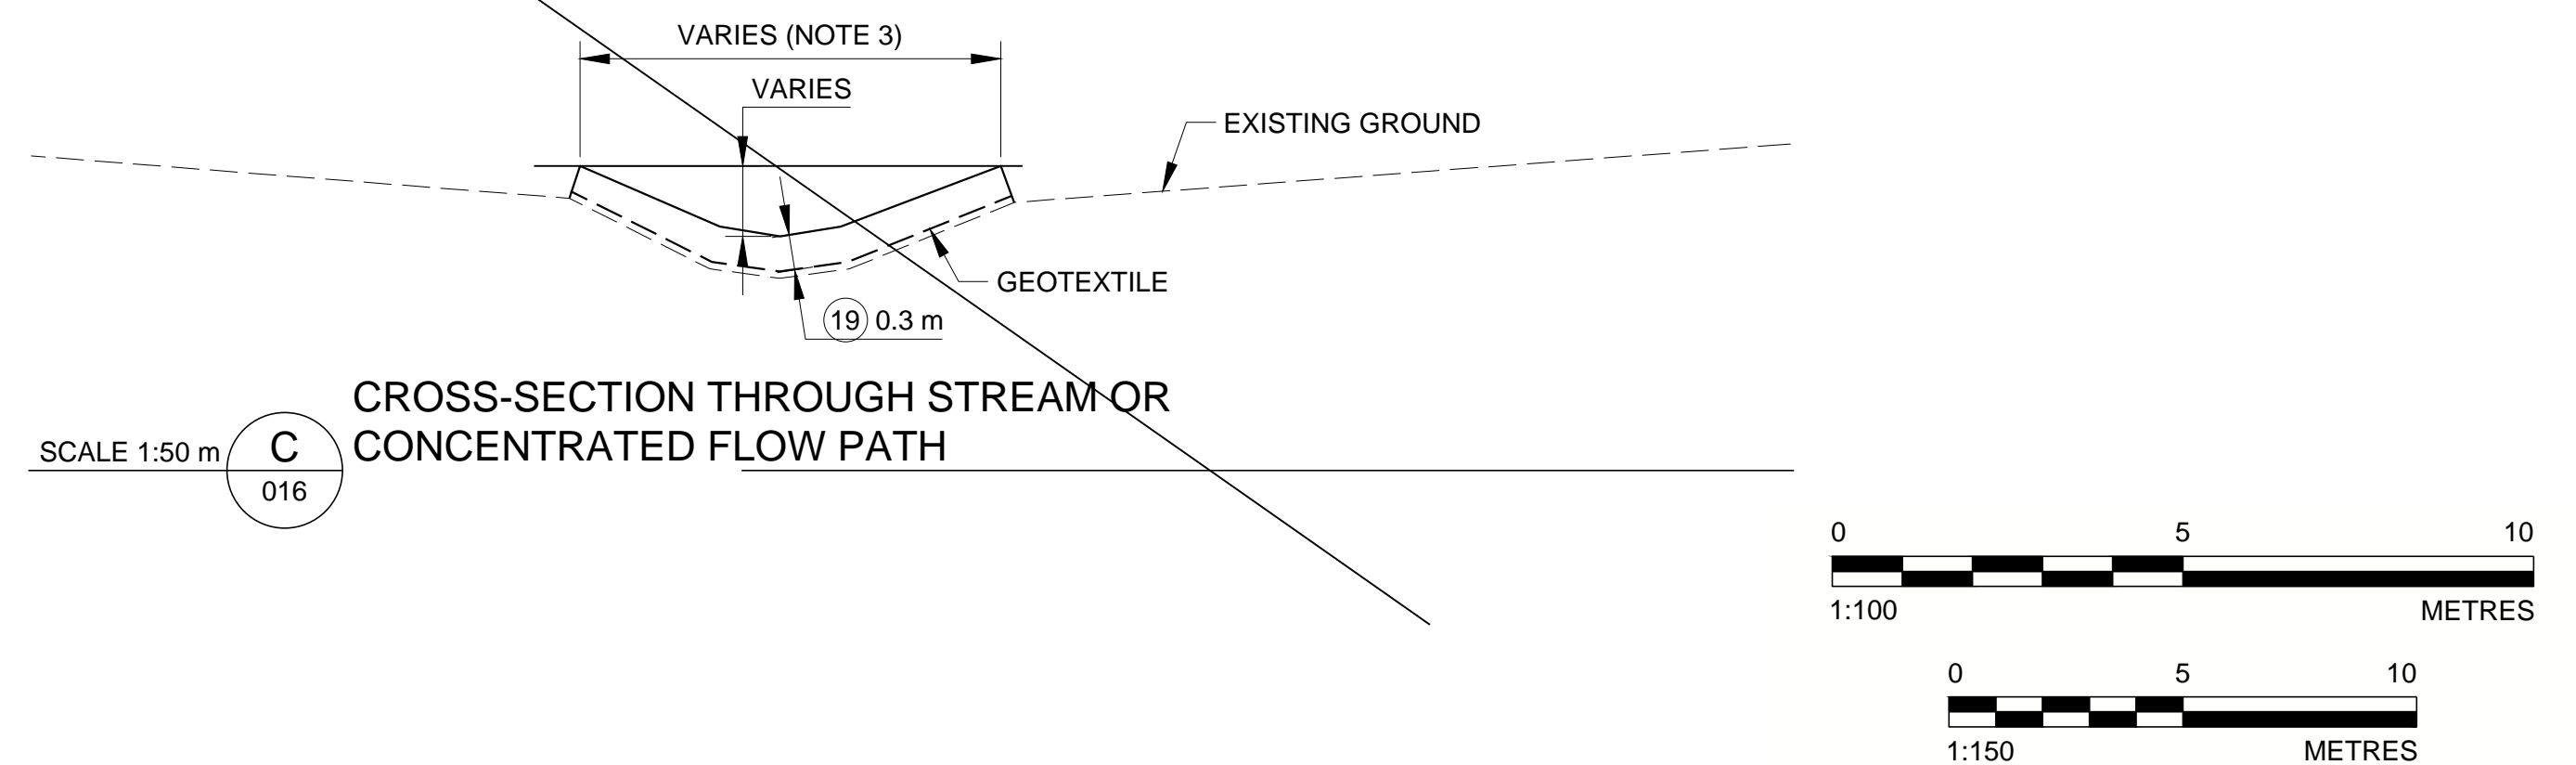 VARIES (NOTE 3)
VARIES
EXISTING GROUND
GEOTEXTILE
19 0.3 m
CROSS-SECTION THROUGH STREAM OR
CONCENTRATED FLOW PATH
SCALE 1:50 m
C
016
0 5 10
1:100 METRES
0 5 10
1:150 METRES